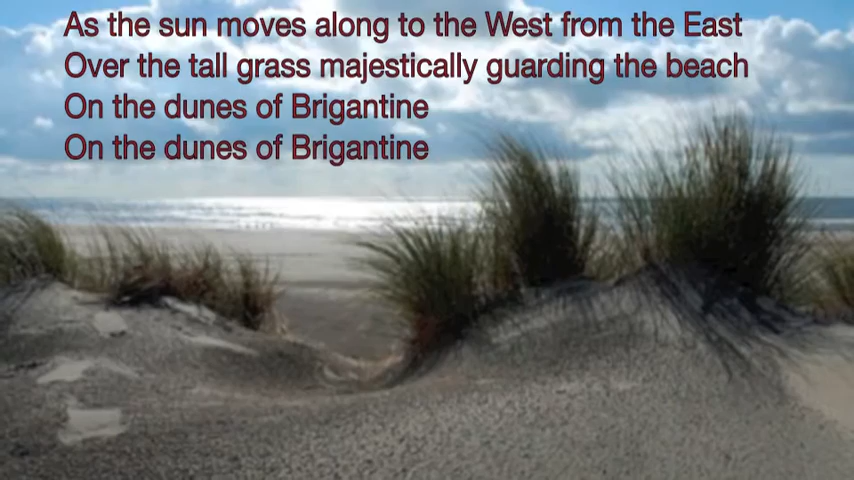 As the sun moves along to the West from the East
Over the tall grass majestically guarding the beach
On the dunes of Brigantine
On the dunes of Brigantine